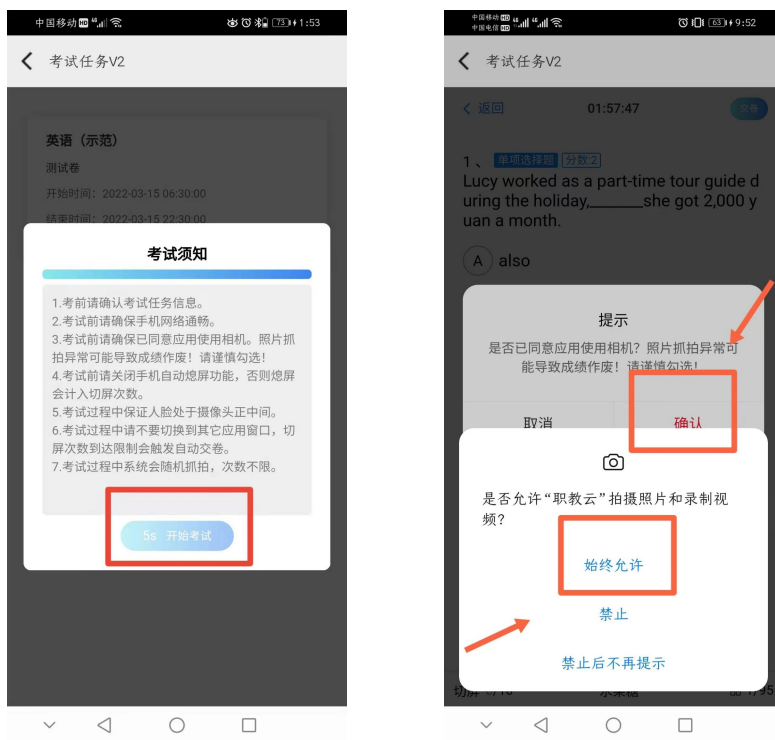 中国移动 HD 46
73 1:53
考试任务V2
英语（示范）
测试卷
开始时间：2022-03-15 06:30:00
结束时间：2022-03-15 22:30:00
考试须知
1.考前请确认考试任务信息。
2.考试前请确保手机网络通畅。
3.考试前请确保已同意应用使用相机。照片抓
拍异常可能导致成绩作废！请谨慎勾选！
4.考试前请关闭手机自动熄屏功能，否则熄屏
会计入切屏次数。
5.考试过程中保证人脸处于摄像头正中间。
6.考试过程中请不要切换到其它应用窗口，切
屏次数到达限制会触发自动交卷。
7.考试过程中系统会随机抓拍，次数不限。
5s 开始考试
中国移动 HD
中国电信 HD
63 9:52
考试任务V2
返回
01:57:47
交卷
1、 单项选择题 分数:2
Lucy worked as a part-time tour guide d
uring the holiday,______she got 2,000 y
uan a month.
A also
提示
是否已同意应用使用相机？照片抓拍异常可
能导致成绩作废！请谨慎勾选！
取消
确认
是否允许“职教云”拍摄照片和录制视
频？
始终允许
禁止
禁止后不再提示